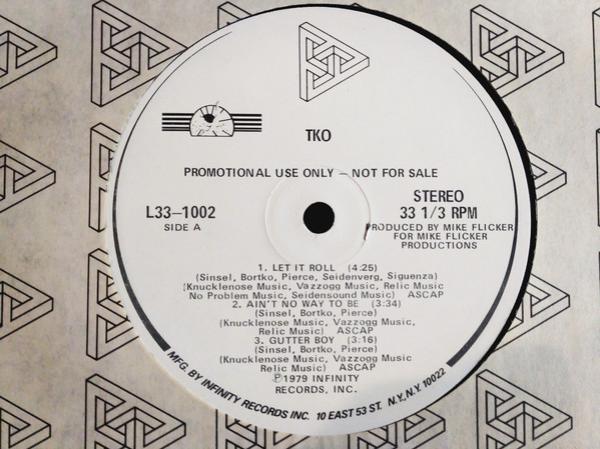 TKO
PROMOTIONAL USE ONLY – NOT FOR SALE
L33–1002
SIDE A
STEREO
33 1/3 RPM
PRODUCED BY MIKE FLICKER
FOR MIKE FLICKER
PRODUCTIONS
1. LET IT ROLL (4:25)
(Sinsel, Bortko, Pierce, Seidenverg, Siguenza)
(Knucklenose Music, Vazzogg Music, Relic Music
No Problem Music, Seidensound Music) ASCAP
2. AIN'T NO WAY TO BE (3:34)
(Sinsel, Bortko, Pierce)
(Knucklenose Music, Vazzogg Music,
Relic Music) ASCAP
3. GUTTER BOY (3:16)
(Sinsel, Bortko, Pierce)
(Knucklenose Music, Vazzogg Music
Relic Music) ASCAP
℗1979 INFINITY
RECORDS, INC.
MFG. BY INFINITY RECORDS INC. 10 EAST 53 ST. N.Y., N.Y. 10022